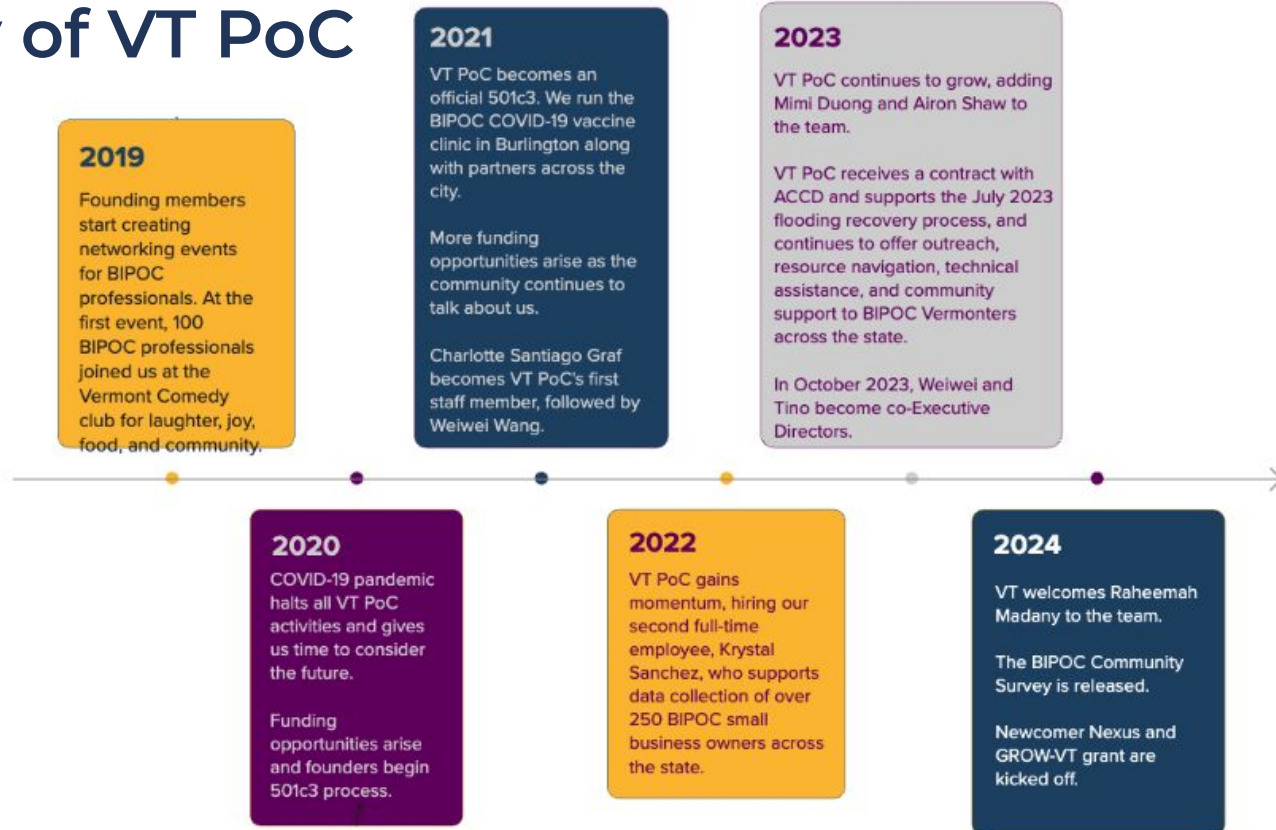 of VT PoC
2019
Founding members
start creating
networking events
for BIPOC
professionals. At the
first event, 100
BIPOC professionals
joined us at the
Vermont Comedy
club for laughter, joy,
food, and community.
2020
COVID-19 pandemic
halts all VT PoC
activities and gives
us time to consider
the future.
Funding
opportunities arise
and founders begin
501c3 process.
2021
VT PoC becomes an
official 501c3. We run the
BIPOC COVID-19 vaccine
clinic in Burlington along
with partners across the
city.
More funding
opportunities arise as the
community continues to
talk about us.
Charlotte Santiago Graf
becomes VT PoC's first
staff member, followed by
Weiwei Wang.
2022
VT PoC gains
momentum, hiring our
second full-time
employee, Krystal
Sanchez, who supports
data collection of over
250 BIPOC small
business owners across
the state.
2023
VT PoC continues to grow, adding
Mimi Duong and Airon Shaw to
the team.
VT PoC receives a contract with
ACCD and supports the July 2023
flooding recovery process, and
continues to offer outreach,
resource navigation, technical
assistance, and community
support to BIPOC Vermonters
across the state.
In October 2023, Weiwei and
Tino become co-Executive
Directors.
2024
VT welcomes Raheemah
Madany to the team.
The BIPOC Community
Survey is released.
Newcomer Nexus and
GROW-VT grant are
kicked off.